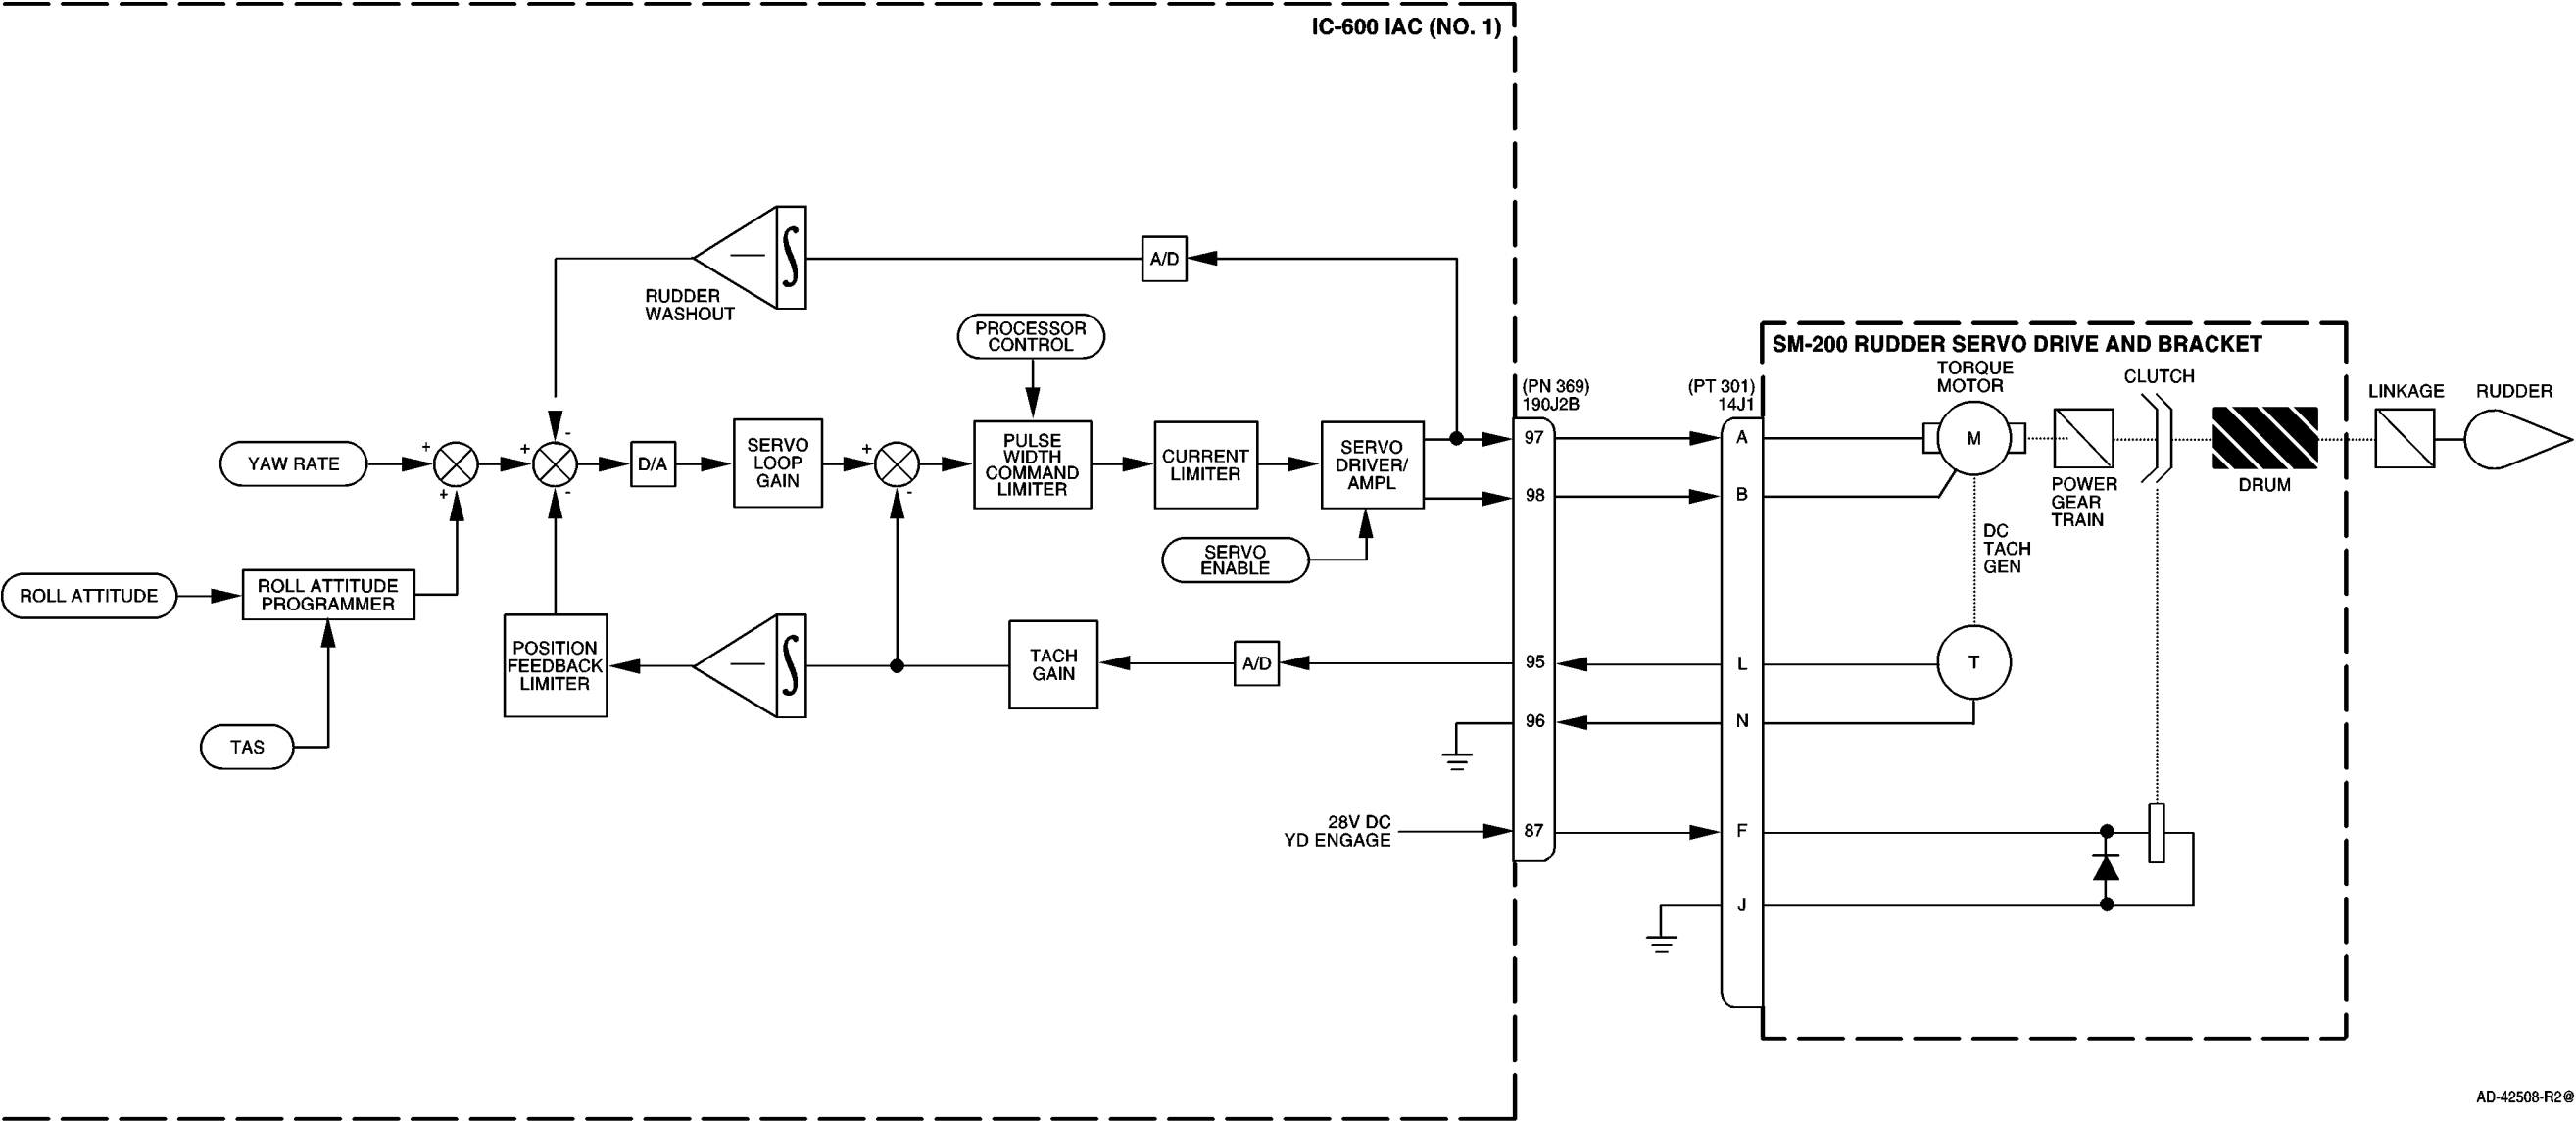 IC-600 IAC (NO. 1)
RUDDER
WASHOUT
A/D
PROCESSOR
CONTROL
YAW RATE
+
+
+
-
-
D/A
SERVO
LOOP
GAIN
+
-
PULSE
WIDTH
COMMAND
LIMITER
CURRENT
LIMITER
SERVO
DRIVER/
AMPL
SERVO
ENABLE
ROLL ATTITUDE
ROLL ATTITUDE
PROGRAMMER
TAS
POSITION
FEEDBACK
LIMITER
TACH
GAIN
A/D
28V DC
YD ENGAGE
(PN 369)
190J2B
97
98
95
96
87
(PT 301)
14J1
A
B
L
N
F
J
SM-200 RUDDER SERVO DRIVE AND BRACKET
TORQUE
MOTOR
M
DC
TACH
GEN
T
POWER
GEAR
TRAIN
CLUTCH
DRUM
LINKAGE
RUDDER
AD-42508-R2@